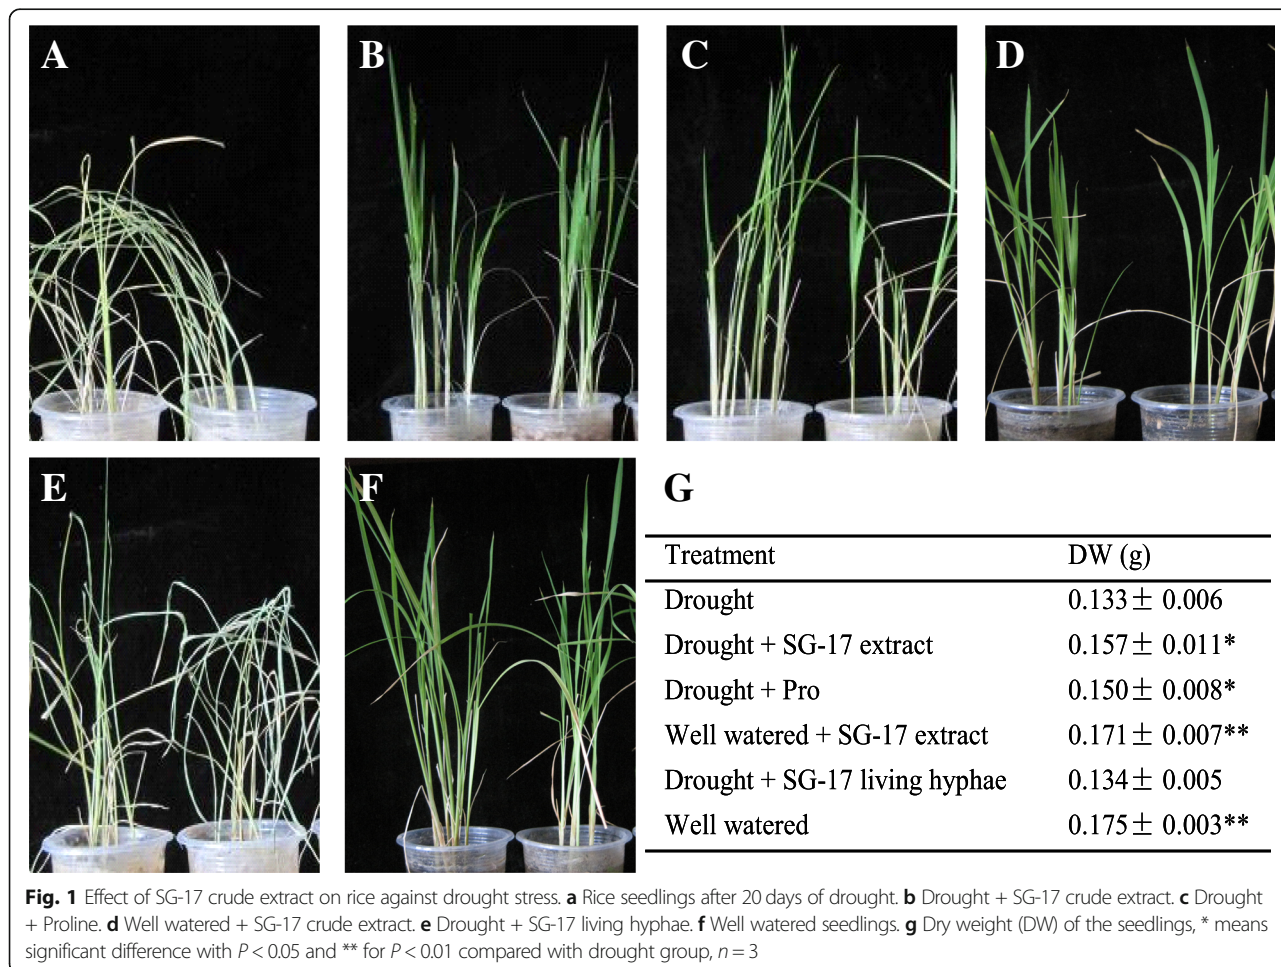 A
B
C
D
E
F
G
Treatment DW (g)
Drought 0.133± 0.006
Drought + SG-17 extract 0.157± 0.011*
Drought + Pro 0.150± 0.008*
Well watered + SG-17 extract 0.171± 0.007**
Drought + SG-17 living hyphae 0.134± 0.005
Well watered 0.175± 0.003**
Fig. 1 Effect of SG-17 crude extract on rice against drought stress. a Rice seedlings after 20 days of drought. b Drought + SG-17 crude extract. c Drought
+ Proline. d Well watered + SG-17 crude extract. e Drought + SG-17 living hyphae. f Well watered seedlings. g Dry weight (DW) of the seedlings, * means
significant difference with P < 0.05 and ** for P < 0.01 compared with drought group, n = 3